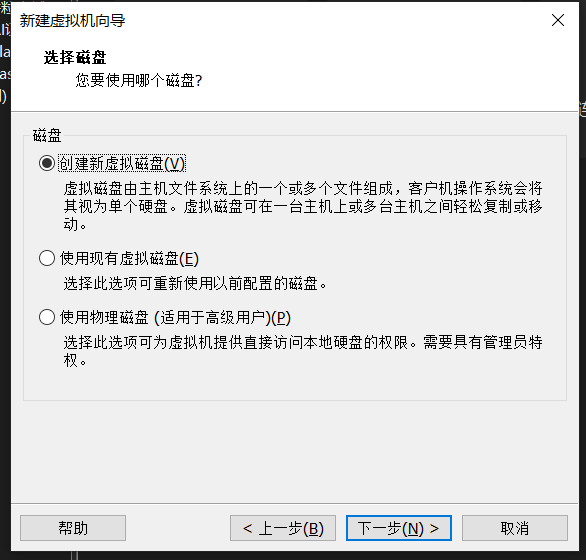 粒
新建虚拟机向导
选择磁盘
您要使用哪个磁盘?
磁盘
创建新虚拟磁盘(V)
虚拟磁盘由主机文件系统上的一个或多个文件组成，客户机操作系统会将
其视为单个硬盘。虚拟磁盘可在一台主机上或多台主机之间轻松复制或移
动。
使用现有虚拟磁盘(E)
选择此选项可重新使用以前配置的磁盘。
使用物理磁盘 (适用于高级用户)(P)
选择此选项可为虚拟机提供直接访问本地硬盘的权限。需要具有管理员特
权。
帮助
< 上一步(B)
下一步(N) >
取消